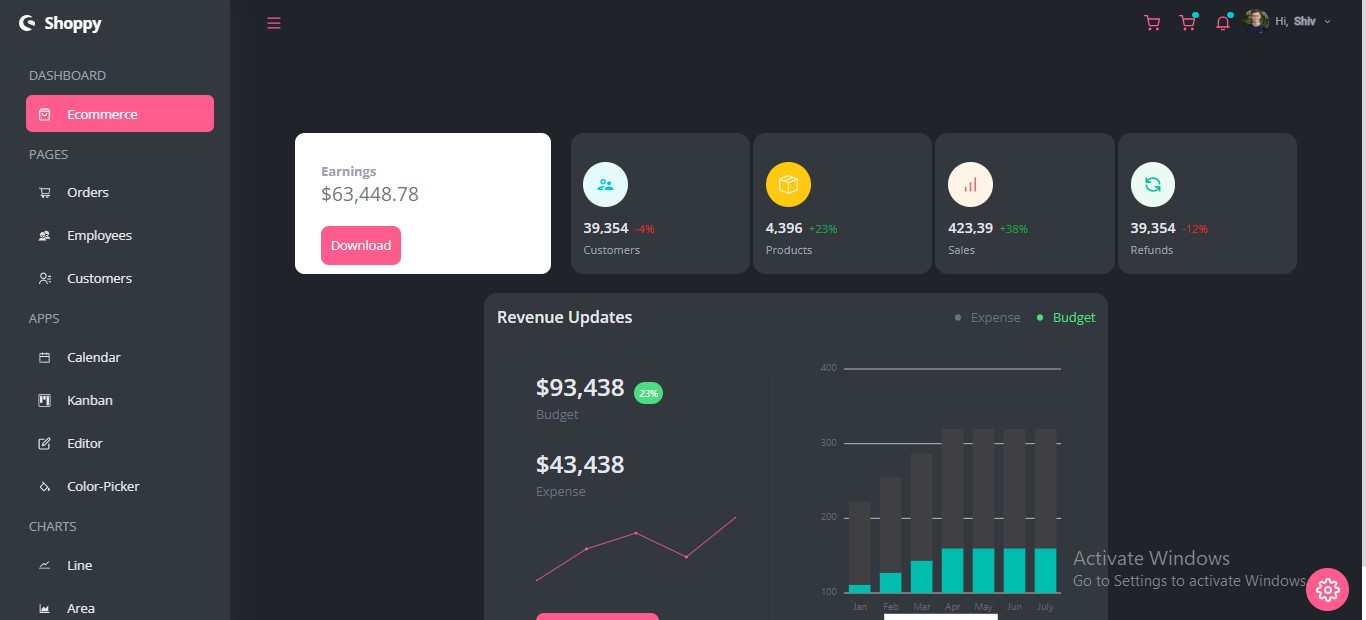 Shoppy
Hi, Shiv
DASHBOARD
Ecommerce
PAGES
Orders
Employees
Customers
APPS
Calendar
Kanban
Editor
Color-Picker
CHARTS
Line
Area
Earnings
$63,448.78
Download
39,354 -4%
Customers
4,396 +23%
Products
423,39 +38%
Sales
39,354 -12%
Refunds
Revenue Updates
Expense
Budget
$93,438 23%
Budget
$43,438
Expense
400
300
200
100
Jan Feb Mar Apr May Jun July
Activate Windows
Go to Settings to activate Windows.